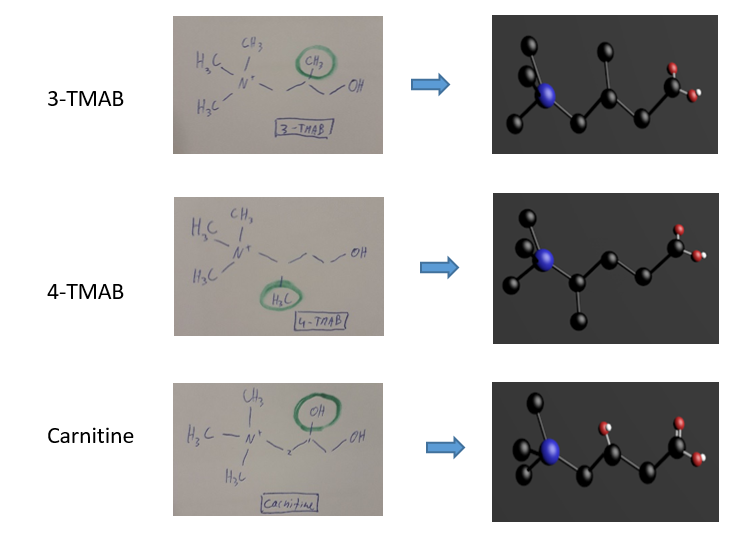 3-TMAB
CH₃
H₃C
CH₃
N⁺
OH
H₃C
3-TMAB
4-TMAB
CH₃
H₃C
N⁺
OH
H₃C
H₃C
4-TMAB
Carnitine
CH₃
OH
H₃C
N⁺
OH
H₃C
Carnitine